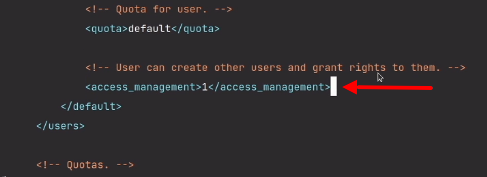 <!-- Quota for user. -->
<quota>default</quota>
<!-- User can create other users and grant rights to them. -->
<access_management>1</access_management>
</default>
</users>
<!-- Quotas. -->